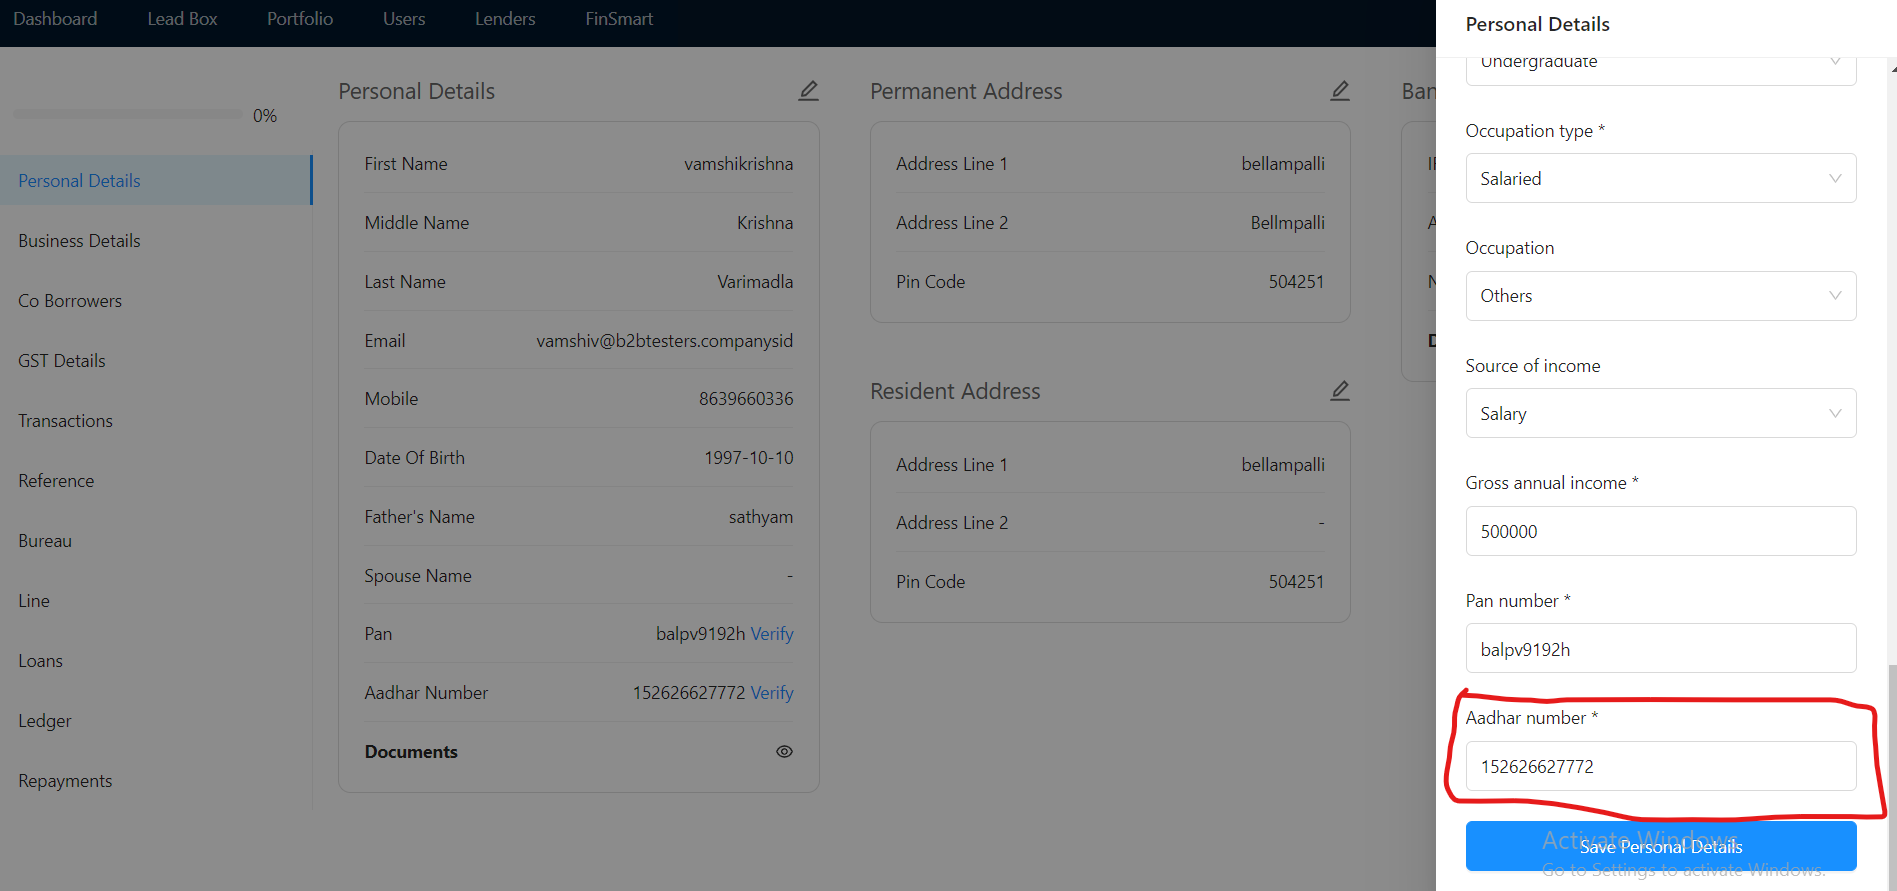 Dashboard Lead Box Portfolio Users Lenders FinSmart
0%
Personal Details
Business Details
Co Borrowers
GST Details
Transactions
Reference
Bureau
Line
Loans
Ledger
Repayments
Personal Details
First Name vamshikrishna
Middle Name Krishna
Last Name Varimadla
Email vamshiv@b2btesters.companysid
Mobile 8639660336
Date Of Birth 1997-10-10
Father's Name sathyam
Spouse Name -
Pan balpv9192h Verify
Aadhar Number 152626627772 Verify
Documents
Permanent Address
Address Line 1 bellampalli
Address Line 2 Bellmpalli
Pin Code 504251
Resident Address
Address Line 1 bellampalli
Address Line 2 -
Pin Code 504251
Ban
Personal Details
Undergraduate
Occupation type *
Salaried
Occupation
Others
Source of income
Salary
Gross annual income *
500000
Pan number *
balpv9192h
Aadhar number *
152626627772
Save Personal Details
Activate Windows
Go to Settings to activate Windows.